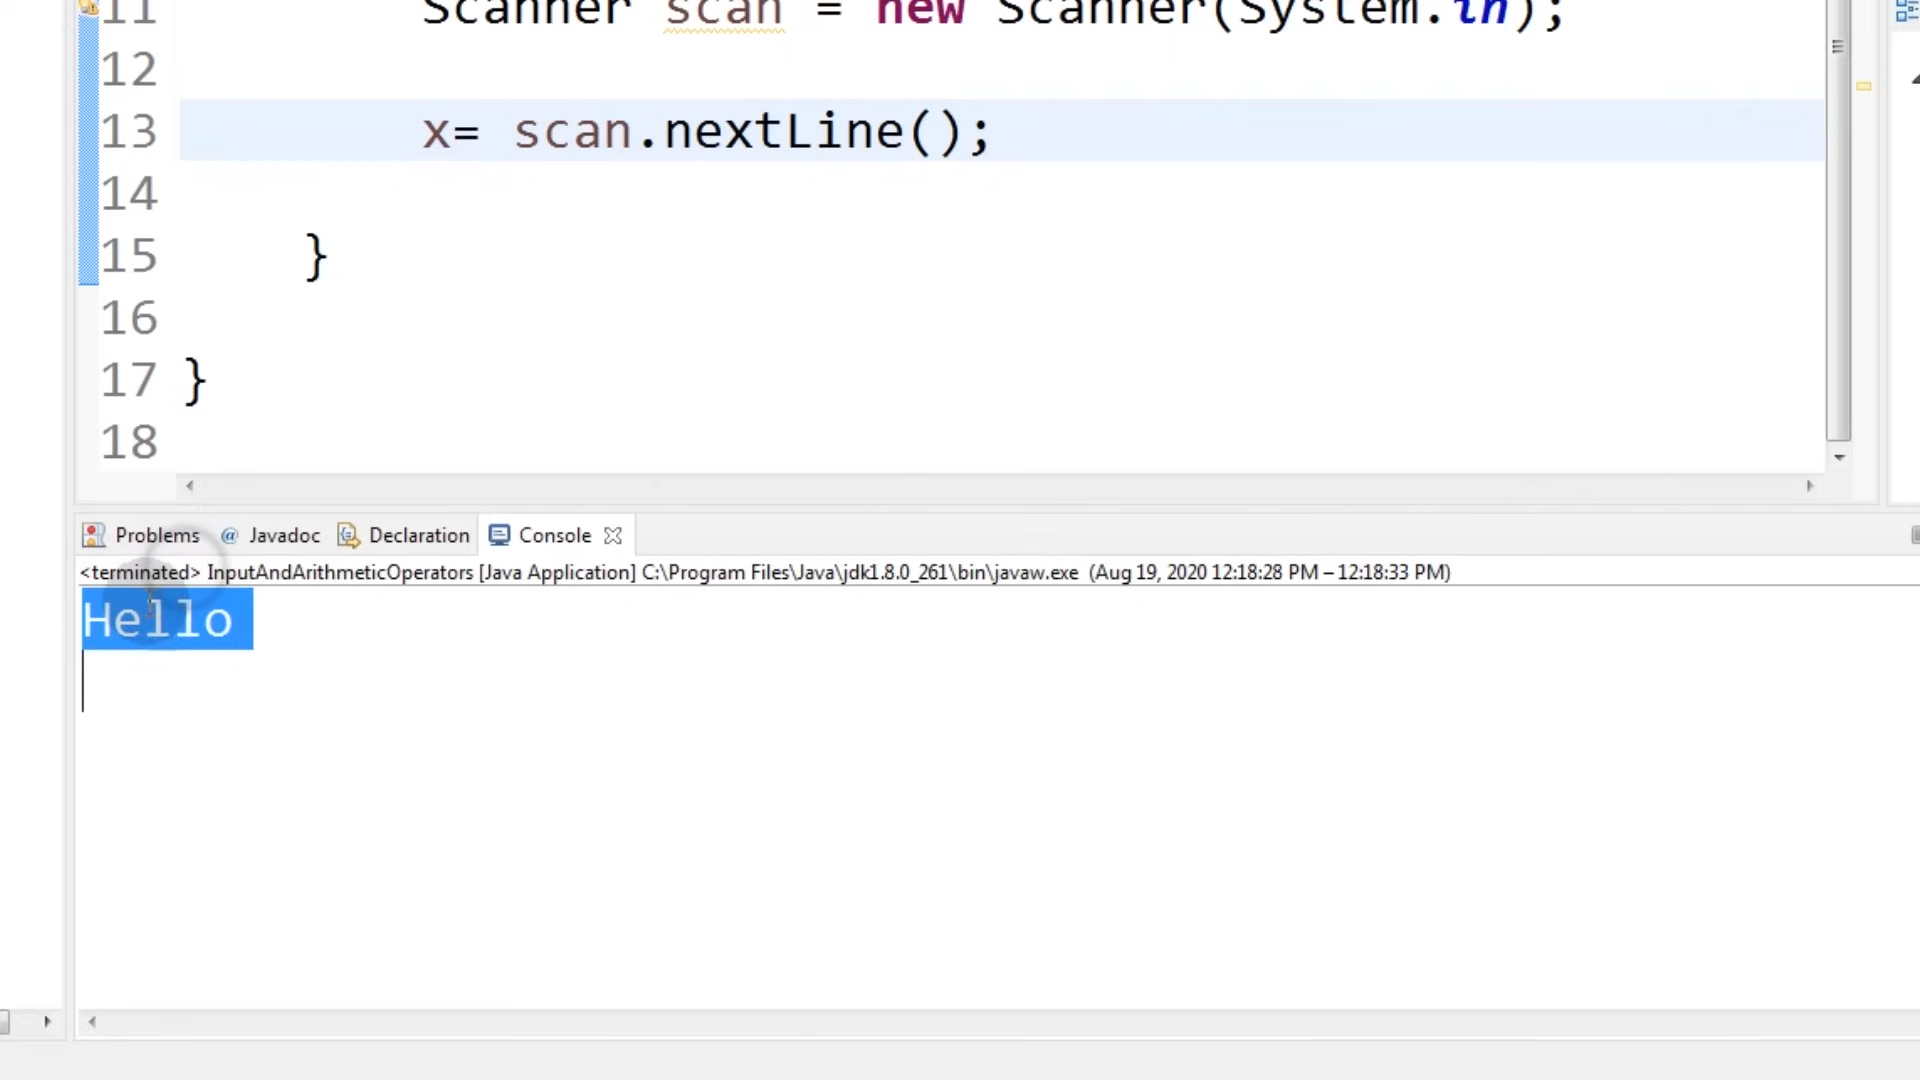 11 Scanner scan = new Scanner(System.in);
12
13 x= scan.nextLine();
14
15 }
16
17 }
18
Problems @ Javadoc Declaration Console
<terminated> InputAndArithmeticOperators [Java Application] C:\Program Files\Java\jdk1.8.0_261\bin\javaw.exe (Aug 19, 2020 12:18:28 PM – 12:18:33 PM)
Hello